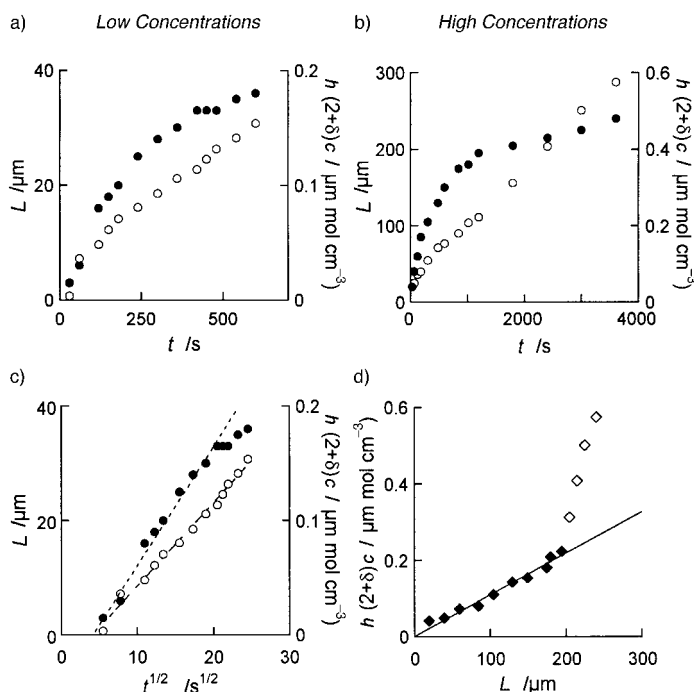 a) Low Concentrations
b) High Concentrations
40
20
0
L /µm
0.2
0.1
0
h (2+δ)c / µm mol cm⁻³)
0 250 500
t /s
300
200
100
0
L /µm
0.6
0.4
0.2
0
h (2+δ)c / µm mol cm⁻³)
0 2000 4000
t /s
c)
40
20
0
L /µm
0.2
0.1
0
h (2+δ)c / µm mol cm⁻³)
0 10 20 30
t^1/2 /s^1/2
d)
0.6
0.4
0.2
0
h (2+δ)c / µm mol cm⁻³)
0 100 200 300
L /µm